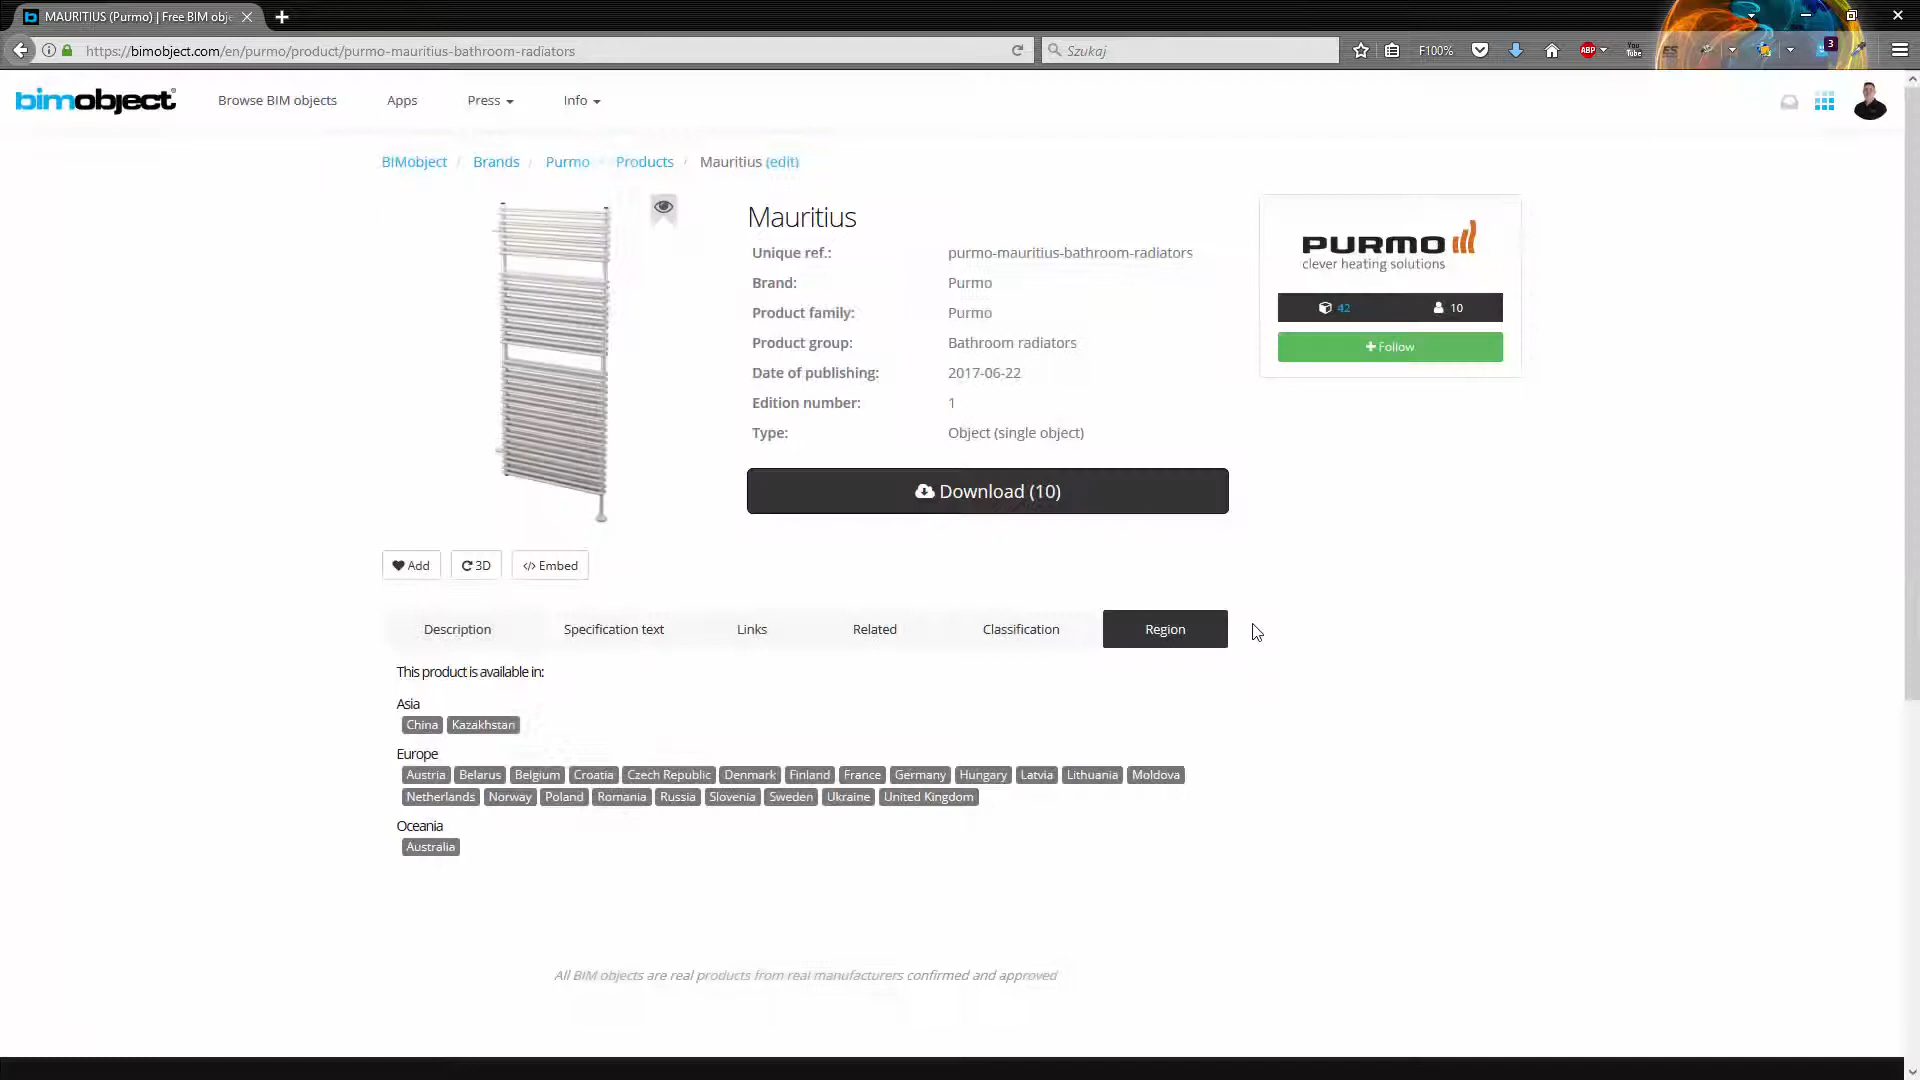 MAURITIUS (Purmo) | Free BIM obj
https://bimobject.com/en/purmo/product/purmo-mauritius-bathroom-radiators
Szukaj
F100%
ABP
You Tube
ES
3
bimobject
Browse BIM objects
Apps
Press
Info
BIMobject / Brands / Purmo Products / Mauritius (edit)
Mauritius
Unique ref.: purmo-mauritius-bathroom-radiators
Brand: Purmo
Product family: Purmo
Product group: Bathroom radiators
Date of publishing: 2017-06-22
Edition number: 1
Type: Object (single object)
Download (10)
PURMO
clever heating solutions
42 10
+ Follow
Add
3D
</> Embed
Description Specification text Links Related Classification Region
This product is available in:
Asia
China Kazakhstan
Europe
Austria Belarus Belgium Croatia Czech Republic Denmark Finland France Germany Hungary Latvia Lithuania Moldova
Netherlands Norway Poland Romania Russia Slovenia Sweden Ukraine United Kingdom
Oceania
Australia
All BIM objects are real products from real manufacturers confirmed and approved